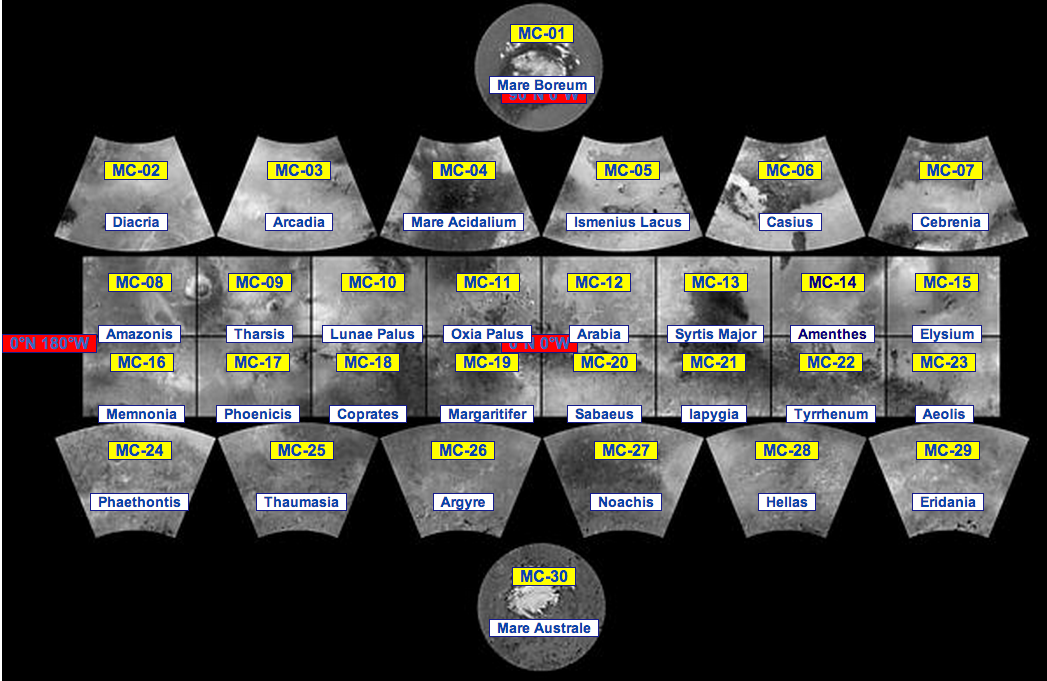 MC-01
Mare Boreum
90°N 0°W
MC-02
MC-03
MC-04
MC-05
MC-06
MC-07
Diacria
Arcadia
Mare Acidalium
Ismenius Lacus
Casius
Cebrenia
MC-08
MC-09
MC-10
MC-11
MC-12
MC-13
MC-14
MC-15
Amazonis
Tharsis
Lunae Palus
Oxia Palus
Arabia
Syrtis Major
Amenthes
Elysium
0°N 180°W
0°N 0°W
MC-16
MC-17
MC-18
MC-19
MC-20
MC-21
MC-22
MC-23
Memnonia
Phoenicis
Coprates
Margaritifer
Sabaeus
Iapygia
Tyrrhenum
Aeolis
MC-24
MC-25
MC-26
MC-27
MC-28
MC-29
Phaethontis
Thaumasia
Argyre
Noachis
Hellas
Eridania
MC-30
Mare Australe